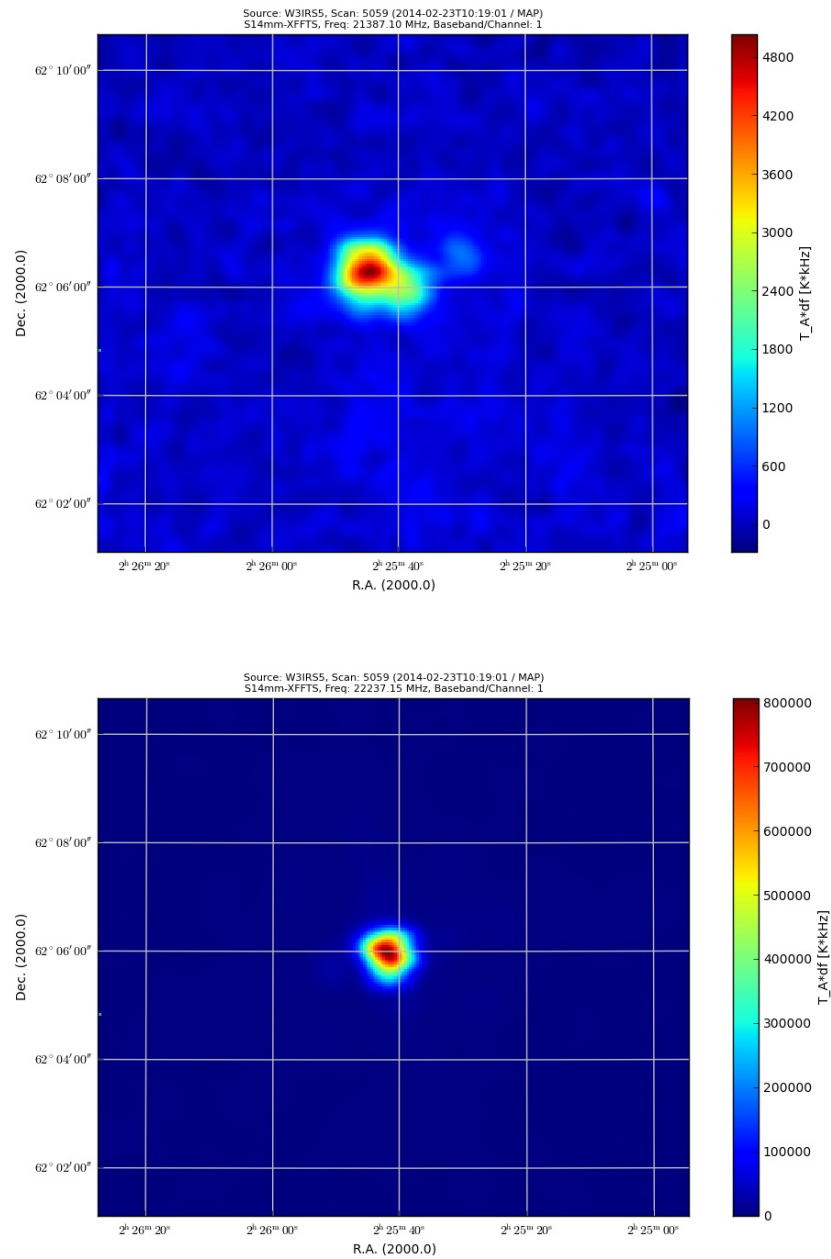 Source: W3IRS5, Scan: 5059 (2014-02-23T10:19:01 / MAP)
S14mm-XFFTS, Freq: 21387.10 MHz, Baseband/Channel: 1
62° 10′ 00″
62° 08′ 00″
62° 06′ 00″
62° 04′ 00″
62° 02′ 00″
Dec. (2000.0)
2h 26m 20s
2h 26m 00s
2h 25m 40s
2h 25m 20s
2h 25m 00s
R.A. (2000.0)
4800
4200
3600
3000
2400
1800
1200
600
0
T_A*df [K*kHz]
Source: W3IRS5, Scan: 5059 (2014-02-23T10:19:01 / MAP)
S14mm-XFFTS, Freq: 22237.15 MHz, Baseband/Channel: 1
62° 10′ 00″
62° 08′ 00″
62° 06′ 00″
62° 04′ 00″
62° 02′ 00″
Dec. (2000.0)
2h 26m 20s
2h 26m 00s
2h 25m 40s
2h 25m 20s
2h 25m 00s
R.A. (2000.0)
800000
700000
600000
500000
400000
300000
200000
100000
0
T_A*df [K*kHz]